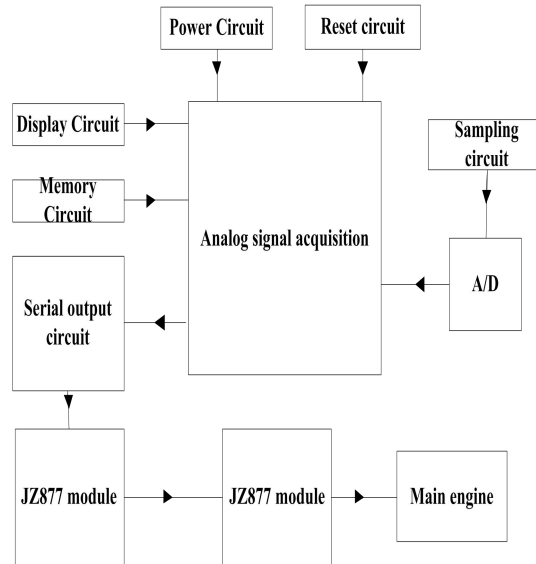 Power Circuit
Reset circuit
Display Circuit
Sampling
circuit
Memory
Circuit
Analog signal acquisition
A/D
Serial output
circuit
JZ877 module
JZ877 module
Main engine